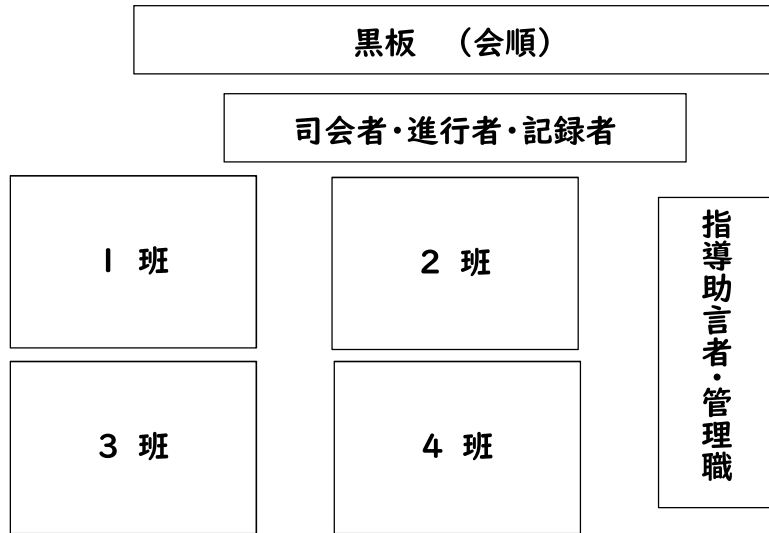 黒板　（会順）
司会者・進行者・記録者
１ 班
２ 班
指導助言者・管理職
３ 班
４ 班